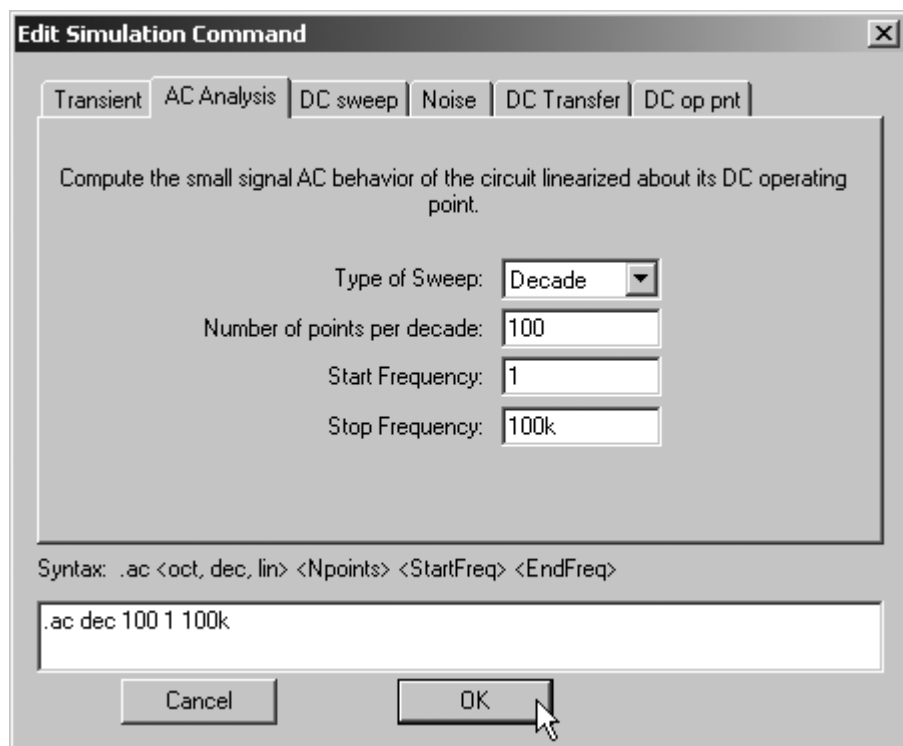 Edit Simulation Command
Transient AC Analysis DC sweep Noise DC Transfer DC op pnt
Compute the small signal AC behavior of the circuit linearized about its DC operating
point.
Type of Sweep: Decade
Number of points per decade: 100
Start Frequency: 1
Stop Frequency: 100k
Syntax: .ac <oct, dec, lin> <Npoints> <StartFreq> <EndFreq>
.ac dec 100 1 100k
Cancel OK